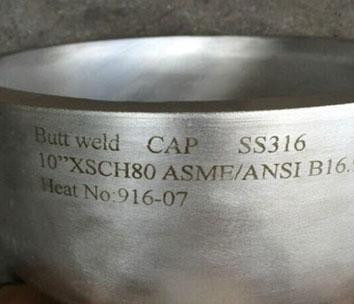 Butt weld CAP SS316
10”XSCH80 ASME/ANSI B16.
Heat No:916-07